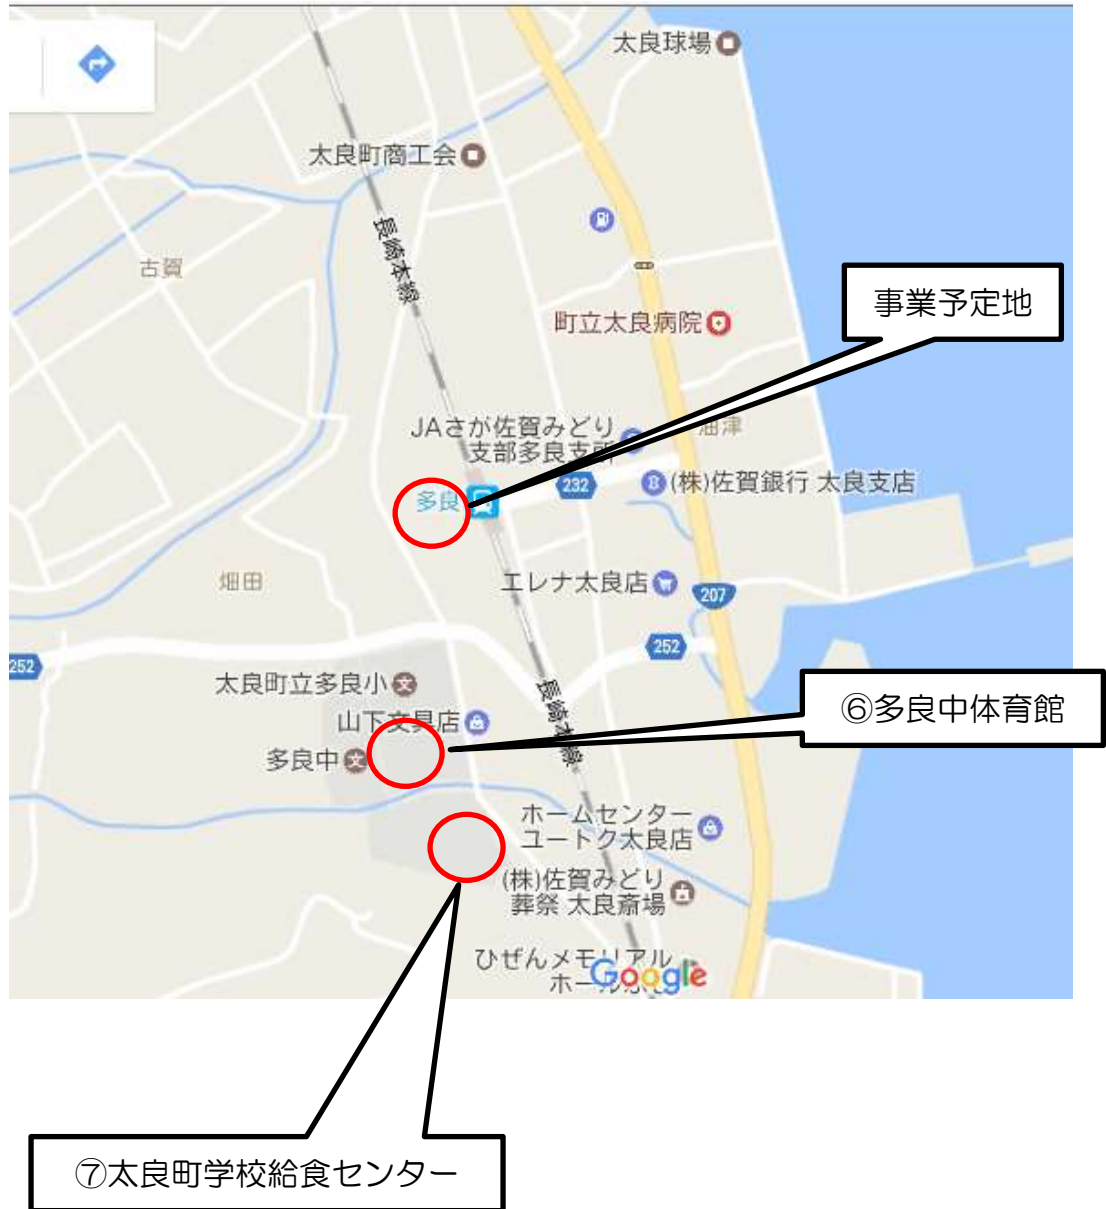 太良球場
太良町商工会
長崎本線
古賀
事業予定地
町立太良病院
JAさが佐賀みどり
支部多良支所
油津
多良
232
(株)佐賀銀行 太良支店
畑田
エレナ太良店
207
252
252
太良町立多良小
長崎本線
⑥多良中体育館
山下文具店
多良中
ホームセンター
ユートク太良店
(株)佐賀みどり
葬祭 太良斎場
ひぜんメモリアル
ホール
Google
⑦太良町学校給食センター